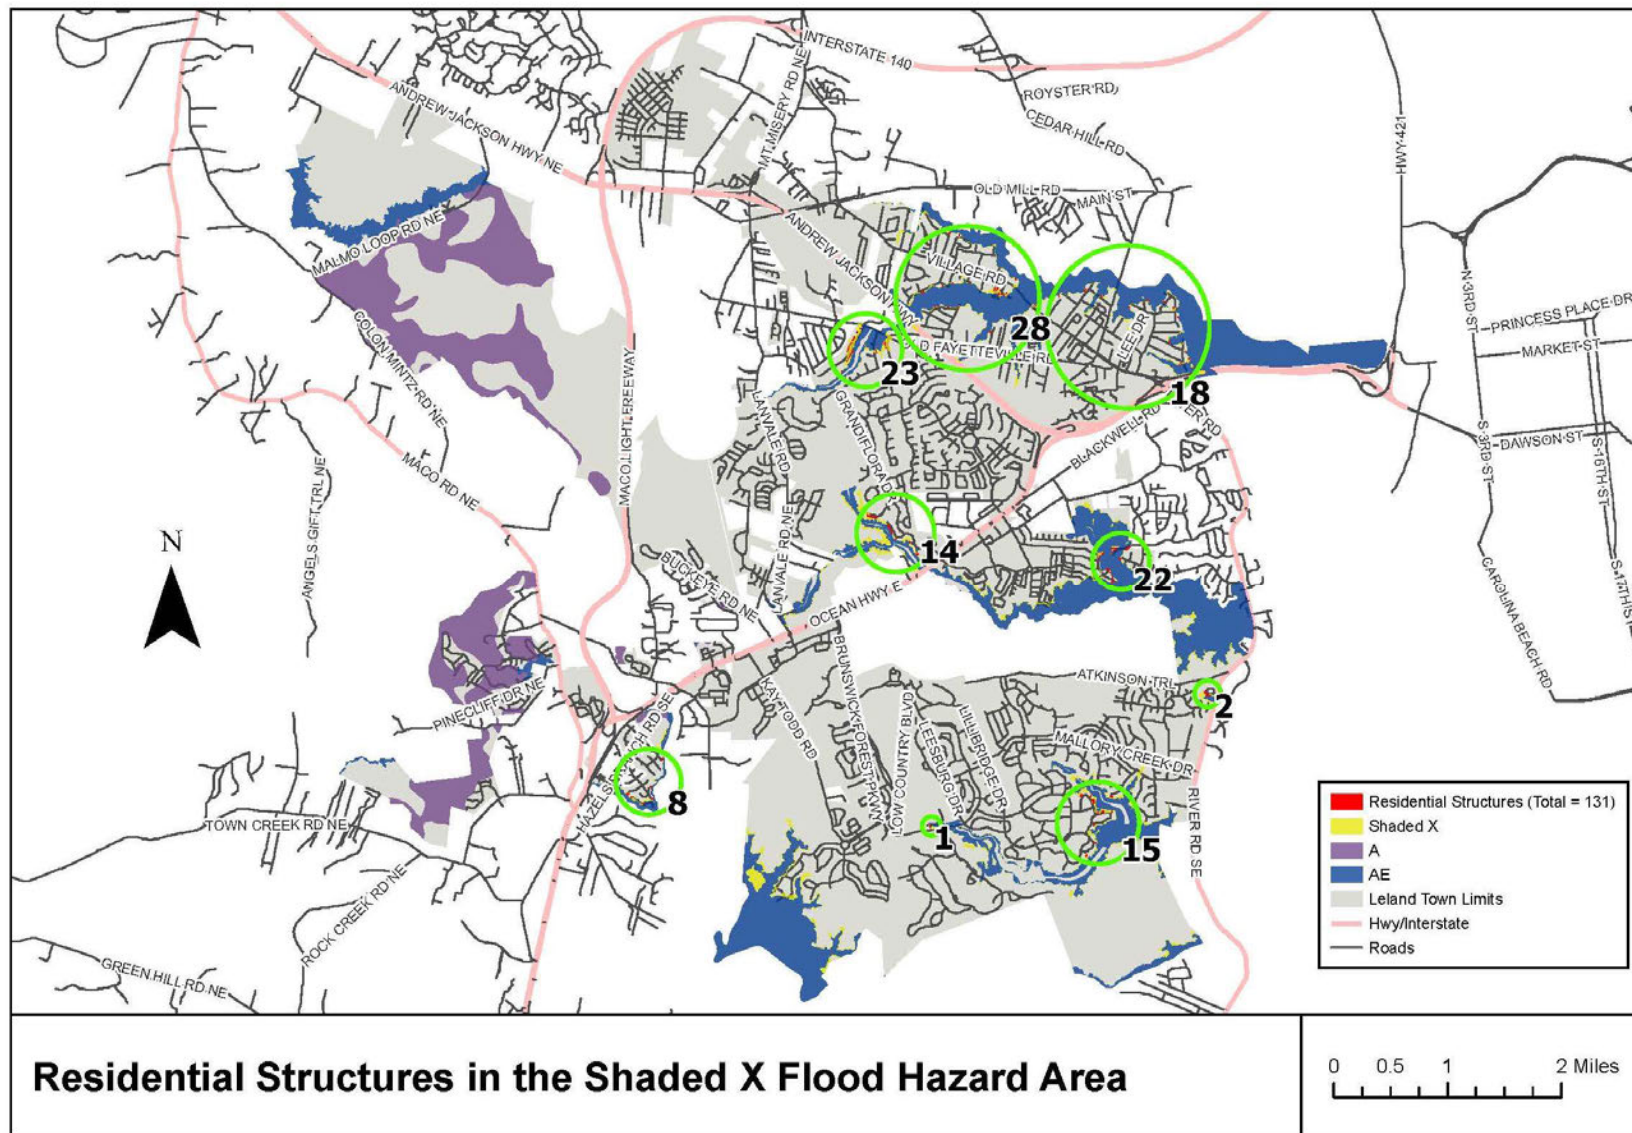 INTERSTATE 140
ROYSTER RD
CEDAR HILL RD
HWY 421
ANDREW JACKSON HWY NE
MT MISERY RD NE
OLD MILL RD
MAIN ST
MALMO LOOP RD NE
ANDREW JACKSON HWY
VILLAGE RD
N 3RD ST
PRINCESS PLACE DR
MARKET ST
COLON MINTZ RD NE
28
LEE DR
OLD FAYETTEVILLE RD
23
18
MACO LIGHT FREEWAY
LANVALE RD NE
GRANDIFLORA DR
BLACKWELL RD
S 3RD ST
DAWSON ST
S 16TH ST
MACO RD NE
ANGELS GIFT TRL NE
N
LANVALE RD NE
14
22
BUCKEYE RD NE
OCEAN HWY E
CAROLINA BEACH RD
S 17TH ST
BRUNSWICK FOREST PKWY
KAY TODD RD
ATKINSON TRL
2
PINECLIFF DR NE
LOW COUNTRY BLVD
LEESBURG DR
LILLIBRIDGE DR
MALLORY CREEK DR
8
RIVER RD SE
TOWN CREEK RD NE
1
15
ROCK CREEK RD NE
GREEN HILL RD NE
Residential Structures (Total = 131)
Shaded X
A
AE
Leland Town Limits
Hwy/Interstate
Roads
Residential Structures in the Shaded X Flood Hazard Area
0 0.5 1 2 Miles